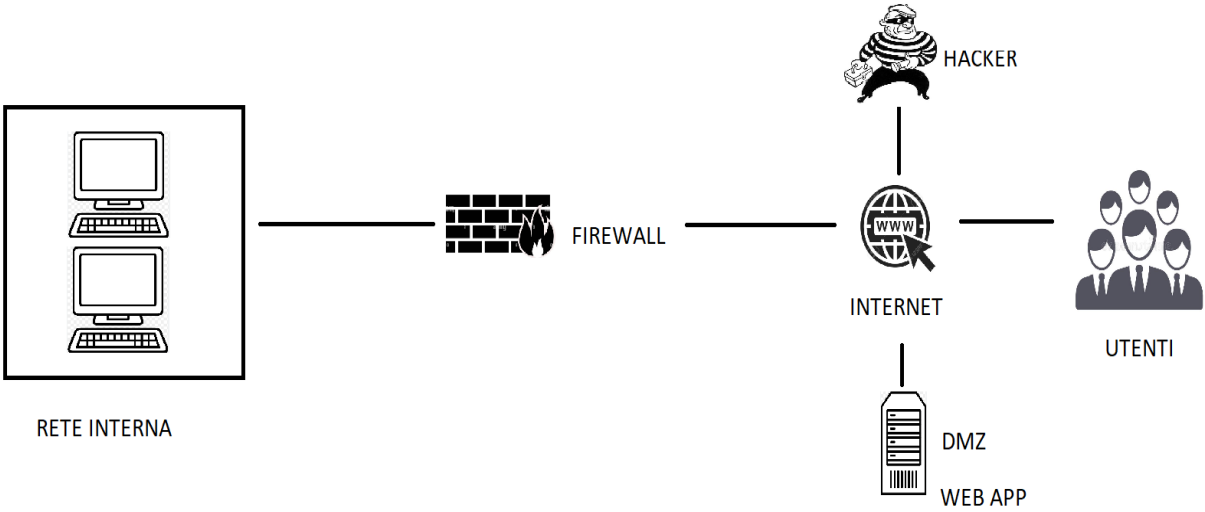 HACKER
WWW
FIREWALL
INTERNET
UTENTI
RETE INTERNA
DMZ
WEB APP